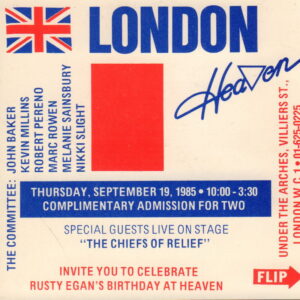 LONDON
Heaven
THE COMMITTEE: JOHN BAKER
KEVIN MILLINS
ROBERT PERENO
MARC ROWEN
MELANIE SAINSBURY
NIKKI SLIGHT
UNDER THE ARCHES, VILLIERS ST.,
LONDON W.C.1 • 01-625-0225
THURSDAY, SEPTEMBER 19, 1985 • 10:00 - 3:30
COMPLIMENTARY ADMISSION FOR TWO
SPECIAL GUESTS LIVE ON STAGE
"THE CHIEFS OF RELIEF"
INVITE YOU TO CELEBRATE
RUSTY EGAN'S BIRTHDAY AT HEAVEN
FLIP